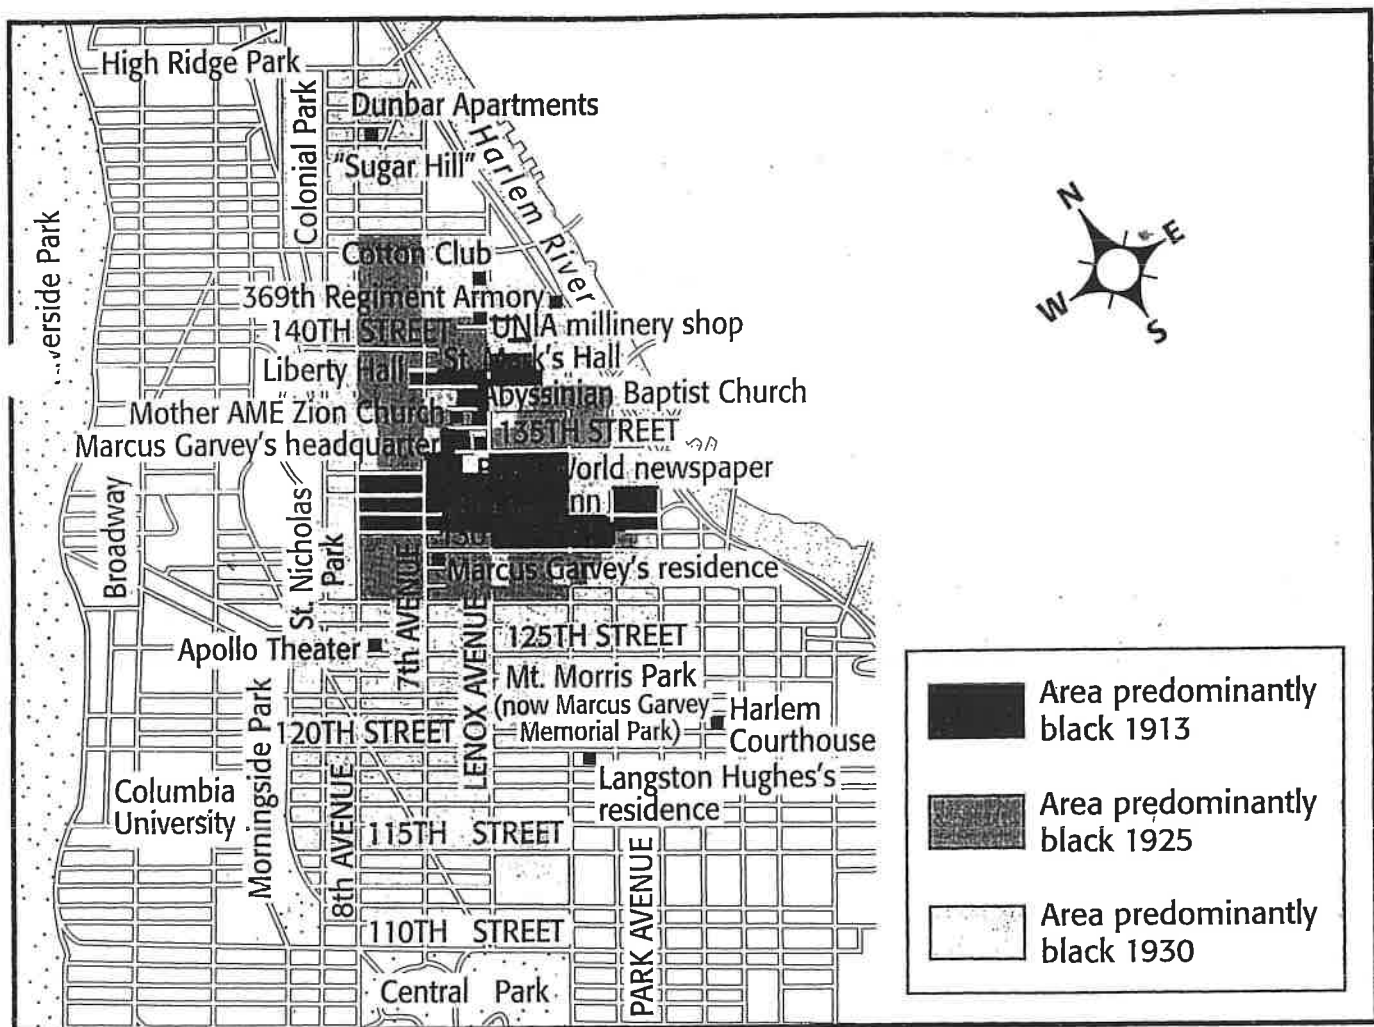 High Ridge Park
Colonial Park
Dunbar Apartments
"Sugar Hill"
Harlem River
verside Park
Cotton Club
369th Regiment Armory
140TH STREET
UNIA millinery shop
St. Mark's Hall
Liberty Hall
Abyssinian Baptist Church
Mother AME Zion Church
135TH STREET
Marcus Garvey's headquarter
World newspaper
nn
Broadway
St. Nicholas
Park
130
Marcus Garvey's residence
7th AVENUE
LENOX AVENUE
125TH STREET
Apollo Theater
Mt. Morris Park
(now Marcus Garvey
Memorial Park)
Harlem
Courthouse
Morningside Park
120TH STREET
Columbia
University
8th AVENUE
Langston Hughes's
residence
115TH STREET
PARK AVENUE
110TH STREET
Central Park
N
E
W
S
Area predominantly
black 1913
Area predominantly
black 1925
Area predominantly
black 1930